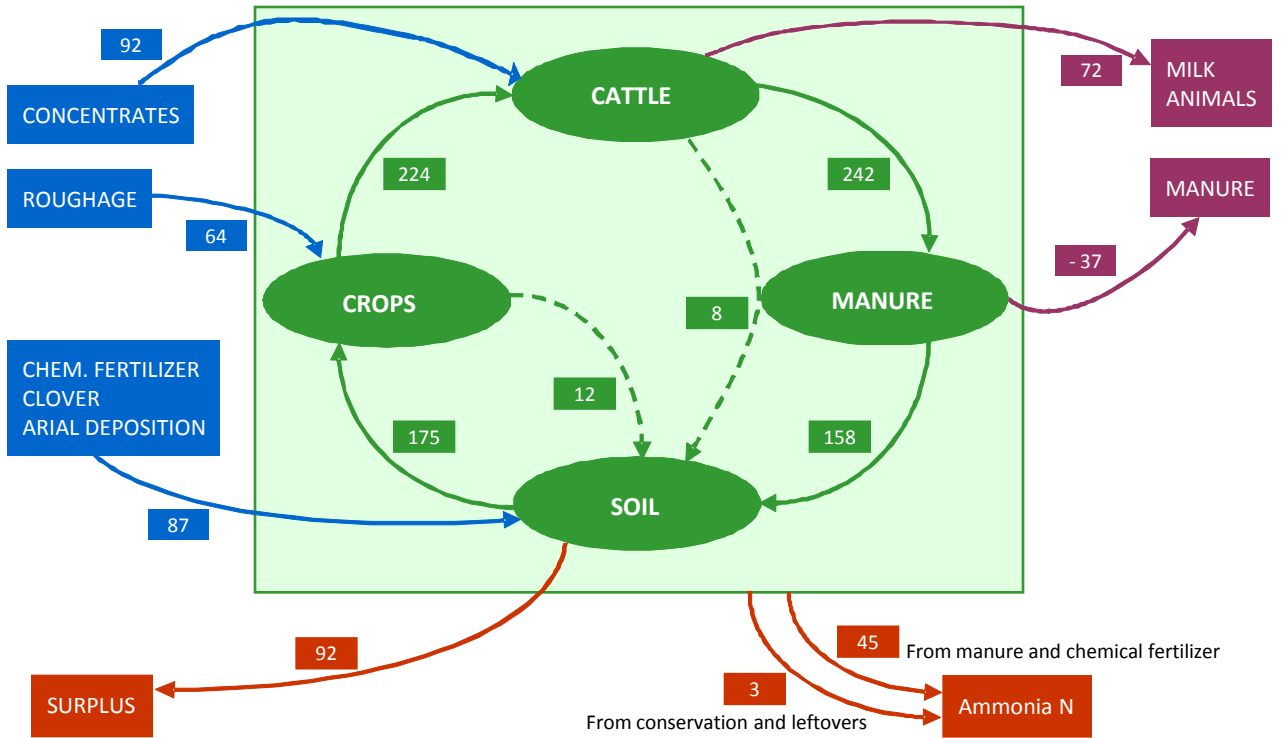 92
CONCENTRATES
CATTLE
72
MILK
ANIMALS
224
242
ROUGHAGE
MANURE
64
- 37
CROPS
MANURE
8
CHEM. FERTILIZER
CLOVER
ARIAL DEPOSITION
12
175
158
SOIL
87
92
45
From manure and chemical fertilizer
3
SURPLUS
Ammonia N
From conservation and leftovers